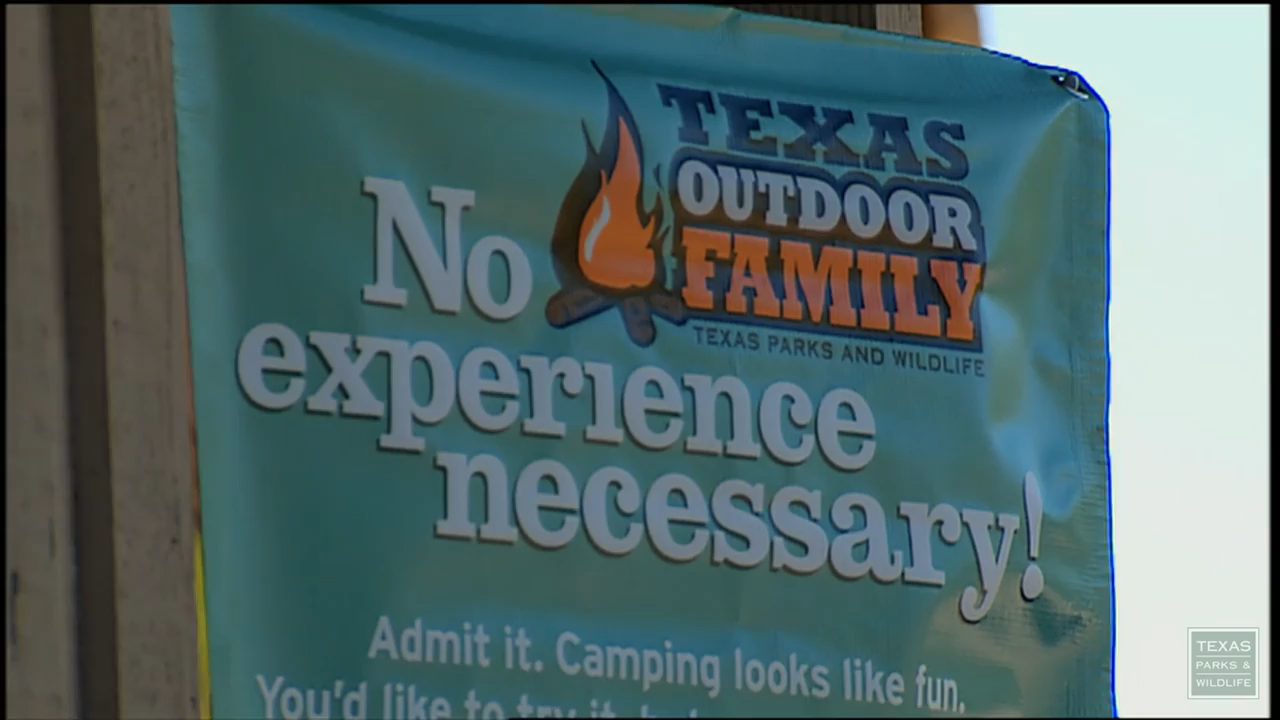 TEXAS
OUTDOOR
FAMILY
TEXAS PARKS AND WILDLIFE
No
experience
necessary!
Admit it. Camping looks like fun.
You'd like to try it
TEXAS
PARKS &
WILDLIFE